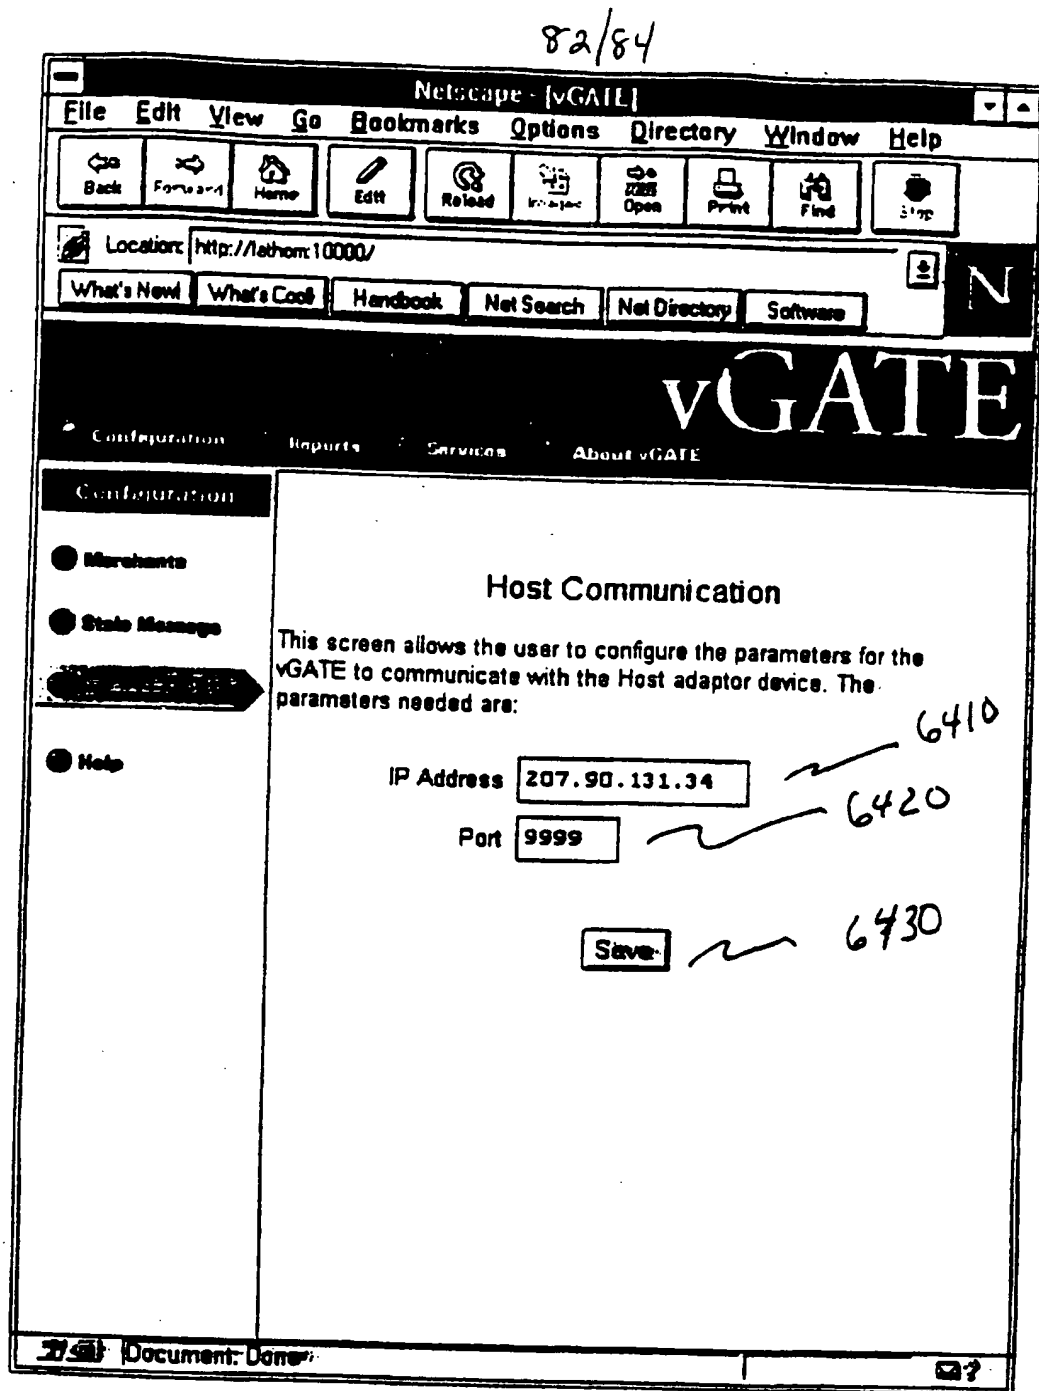 82/84
Netscape - [vGATE]
File Edit View Go Bookmarks Options Directory Window Help
Back Forward Home Edit Reload Images Open Print Find Stop
Location: http://lathom:10000/
What's New! What's Cool! Handbook Net Search Net Directory Software
N
vGATE
Configuration Reports Services About vGATE
Configuration
Merchants
Stale Message
Help
Host Communication
This screen allows the user to configure the parameters for the
vGATE to communicate with the Host adaptor device. The
parameters needed are:
6410
IP Address 207.90.131.34
6420
Port 9999
6430
Save
Document: Done
?